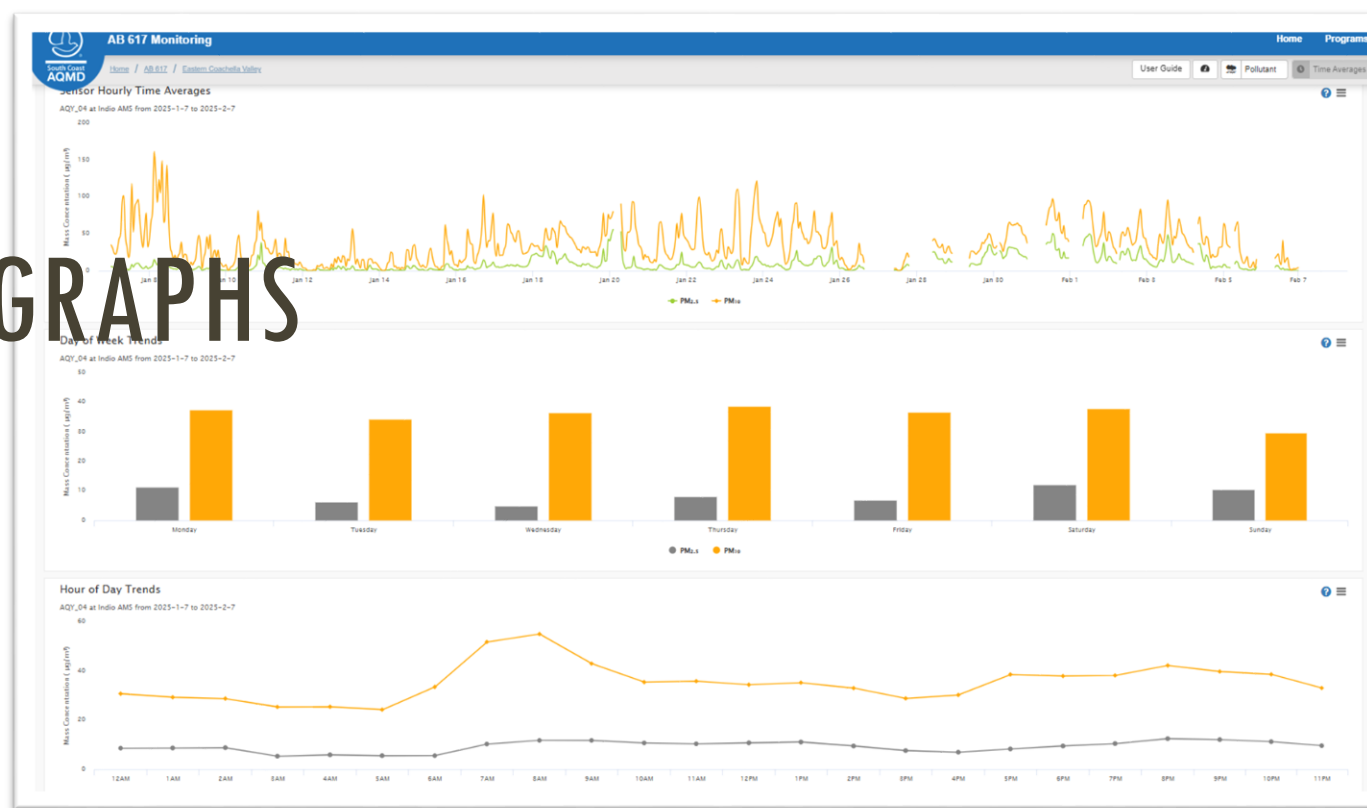 AB 617 Monitoring
Home Programs
South Coast
AQMD
Home / AB 617 / Eastern Coachella Valley
User Guide Pollutant Time Averages
Sensor Hourly Time Averages
AQY_04 at Indio AMS from 2025-1-7 to 2025-2-7
200
150
100
50
0
Mass Concentration ( µg/m³)
Jan 8 Jan 10 Jan 12 Jan 14 Jan 16 Jan 18 Jan 20 Jan 22 Jan 24 Jan 26 Jan 28 Jan 30 Feb 1 Feb 3 Feb 5 Feb 7
PM2.5 PM10
GRAPHS
Day of Week Trends
AQY_04 at Indio AMS from 2025-1-7 to 2025-2-7
50
40
30
20
10
0
Mass Concentration ( µg/m³)
Monday Tuesday Wednesday Thursday Friday Saturday Sunday
PM2.5 PM10
Hour of Day Trends
AQY_04 at Indio AMS from 2025-1-7 to 2025-2-7
60
40
20
0
Mass Concentration ( µg/m³)
12AM 1AM 2AM 3AM 4AM 5AM 6AM 7AM 8AM 9AM 10AM 11AM 12PM 1PM 2PM 3PM 4PM 5PM 6PM 7PM 8PM 9PM 10PM 11PM